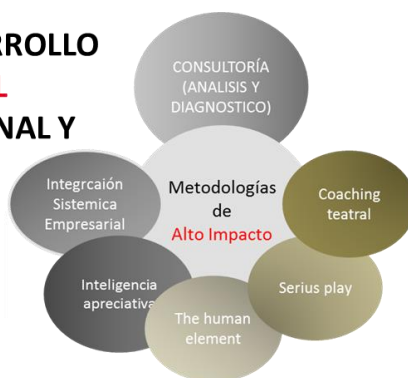 RROLLO
L
NAL Y
CONSULTORÍA
(ANALISIS Y
DIAGNOSTICO)
Metodologías
de
Alto Impacto
Coaching
teatral
Serius play
The human
element
Inteligencia
apreciativa
Integrcaión
Sistemica
Empresarial